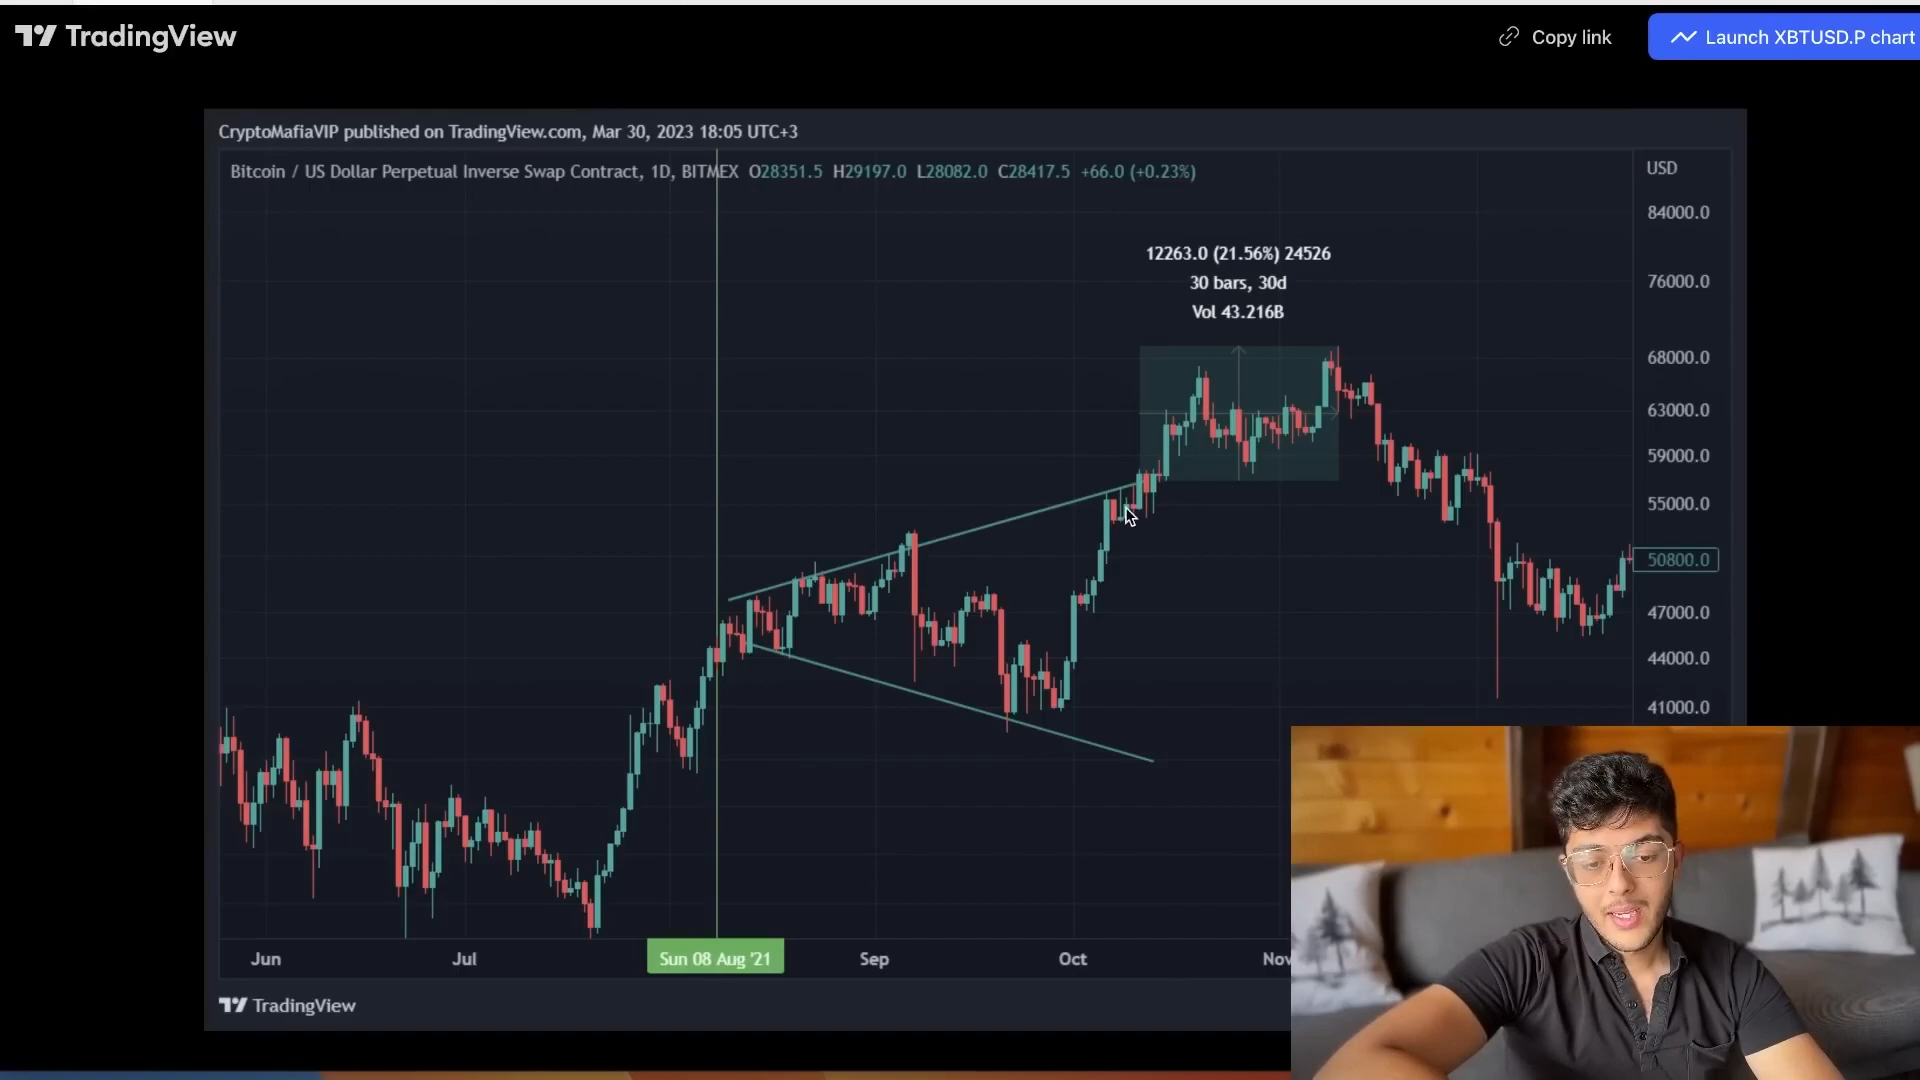 TradingView
Copy link
Launch XBTUSD.P chart
CryptoMafiaVIP published on TradingView.com, Mar 30, 2023 18:05 UTC+3
Bitcoin / US Dollar Perpetual Inverse Swap Contract, 1D, BITMEX O28351.5 H29197.0 L28082.0 C28417.5 +66.0 (+0.23%)
USD
84000.0
12263.0 (21.56%) 24526
76000.0
30 bars, 30d
Vol 43.216B
68000.0
63000.0
59000.0
55000.0
50800.0
47000.0
44000.0
41000.0
Jun
Jul
Sun 08 Aug '21
Sep
Oct
Nov
TradingView